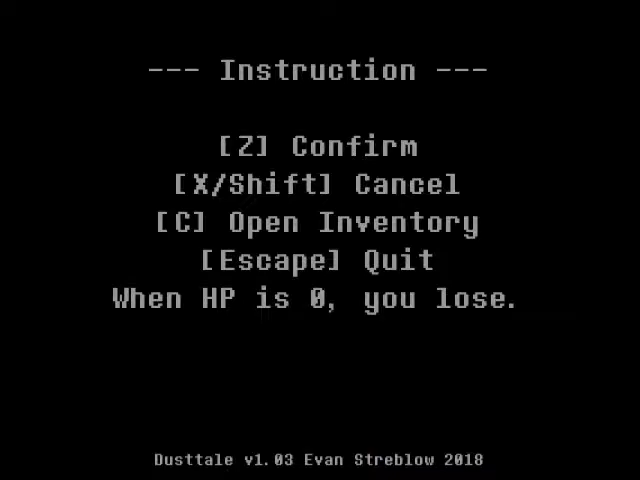 --- Instruction ---
[Z] Confirm
[X/Shift] Cancel
[C] Open Inventory
[Escape] Quit
When HP is 0, you lose.
Dusttale v1.03 Evan Streblow 2018